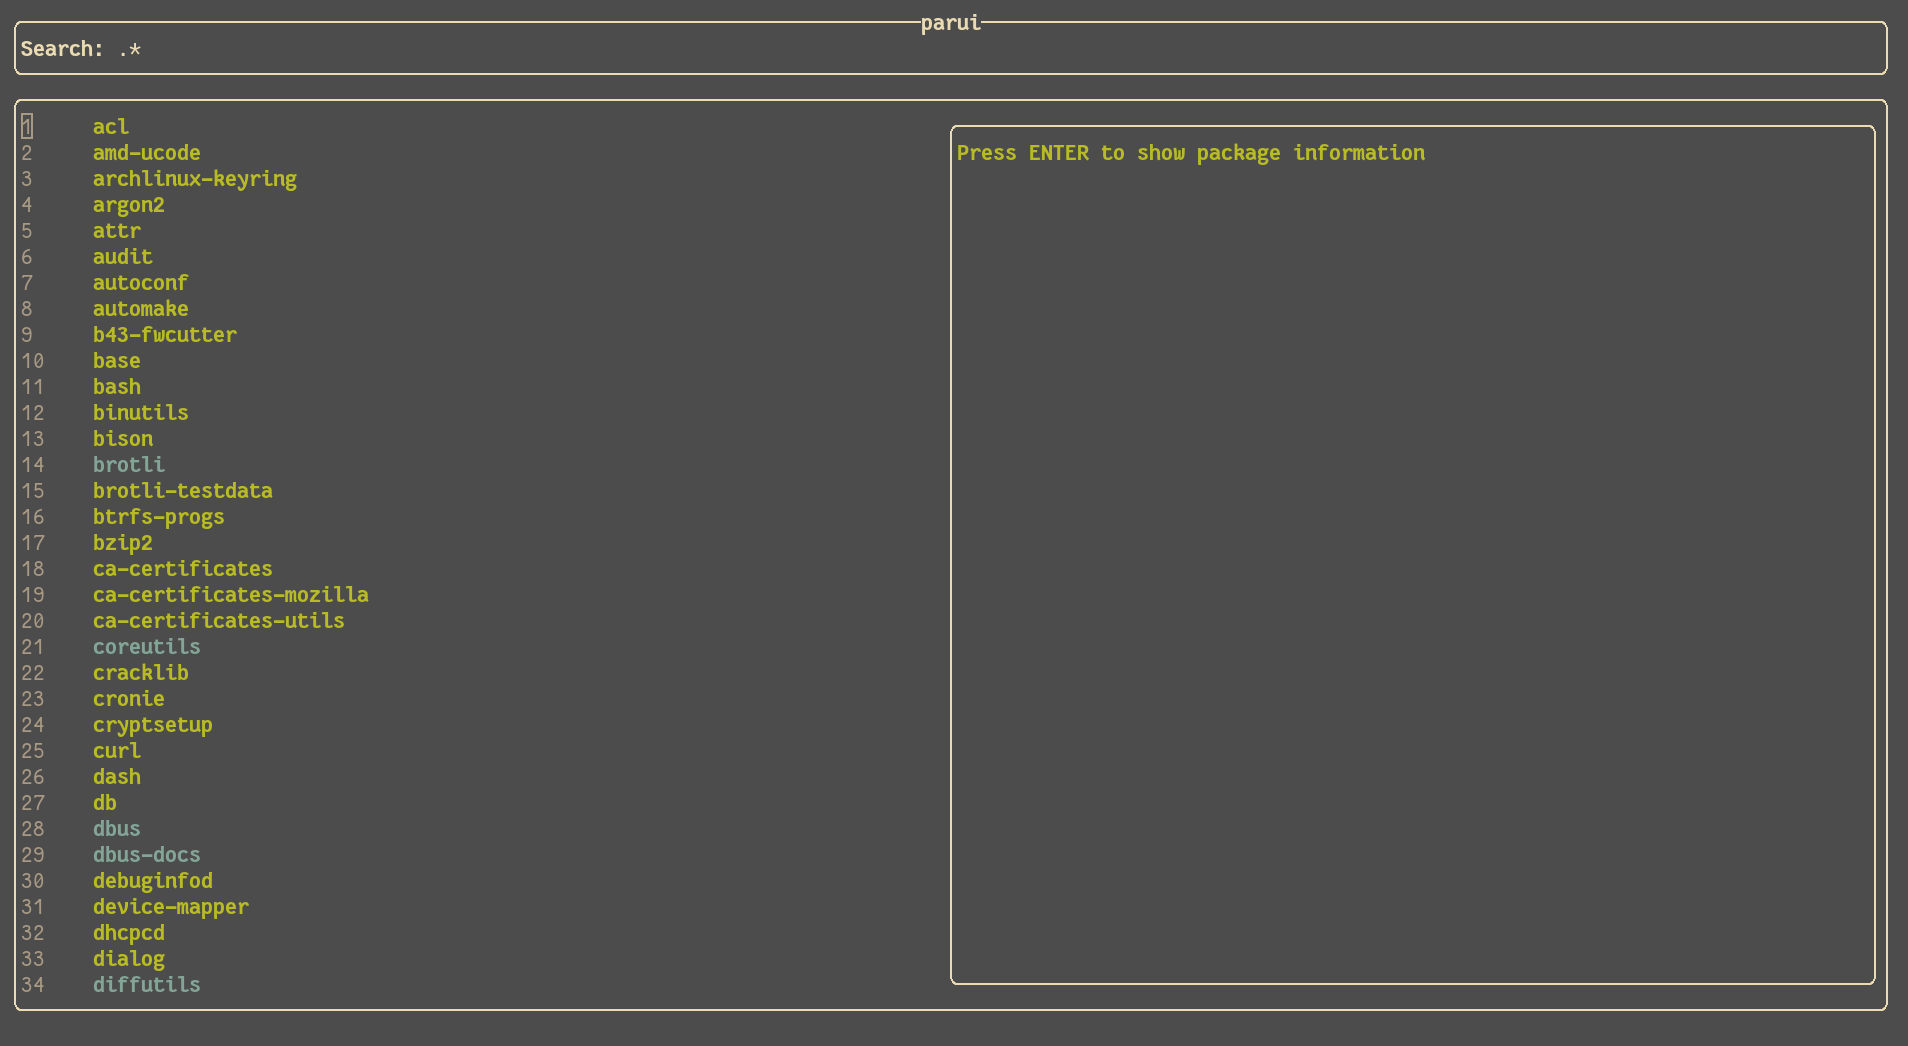 parui
Search: .*
1 acl
Press ENTER to show package information
2 amd-ucode
3 archlinux-keyring
4 argon2
5 attr
6 audit
7 autoconf
8 automake
9 b43-fwcutter
10 base
11 bash
12 binutils
13 bison
14 brotli
15 brotli-testdata
16 btrfs-progs
17 bzip2
18 ca-certificates
19 ca-certificates-mozilla
20 ca-certificates-utils
21 coreutils
22 cracklib
23 cronie
24 cryptsetup
25 curl
26 dash
27 db
28 dbus
29 dbus-docs
30 debuginfod
31 device-mapper
32 dhcpcd
33 dialog
34 diffutils